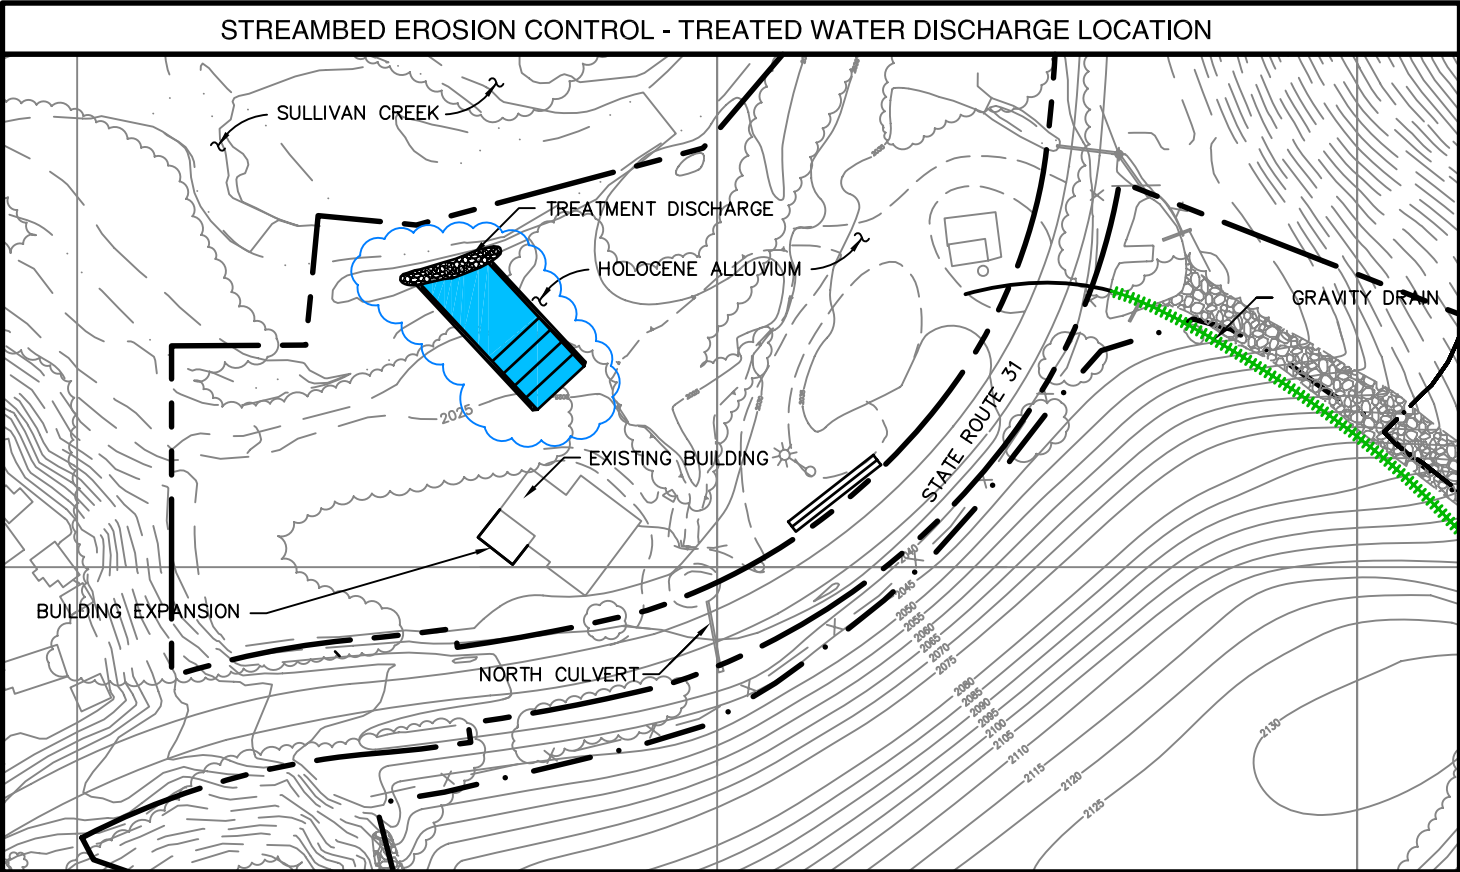 STREAMBED EROSION CONTROL - TREATED WATER DISCHARGE LOCATION
SULLIVAN CREEK
TREATMENT DISCHARGE
HOLOCENE ALLUVIUM
GRAVITY DRAIN
STATE ROUTE 31
2025
EXISTING BUILDING
BUILDING EXPANSION
NORTH CULVERT
2040
2045
2050
2055
2060
2065
2070
2075
2080
2085
2090
2095
2100
2105
2110
2115
2120
2125
2130